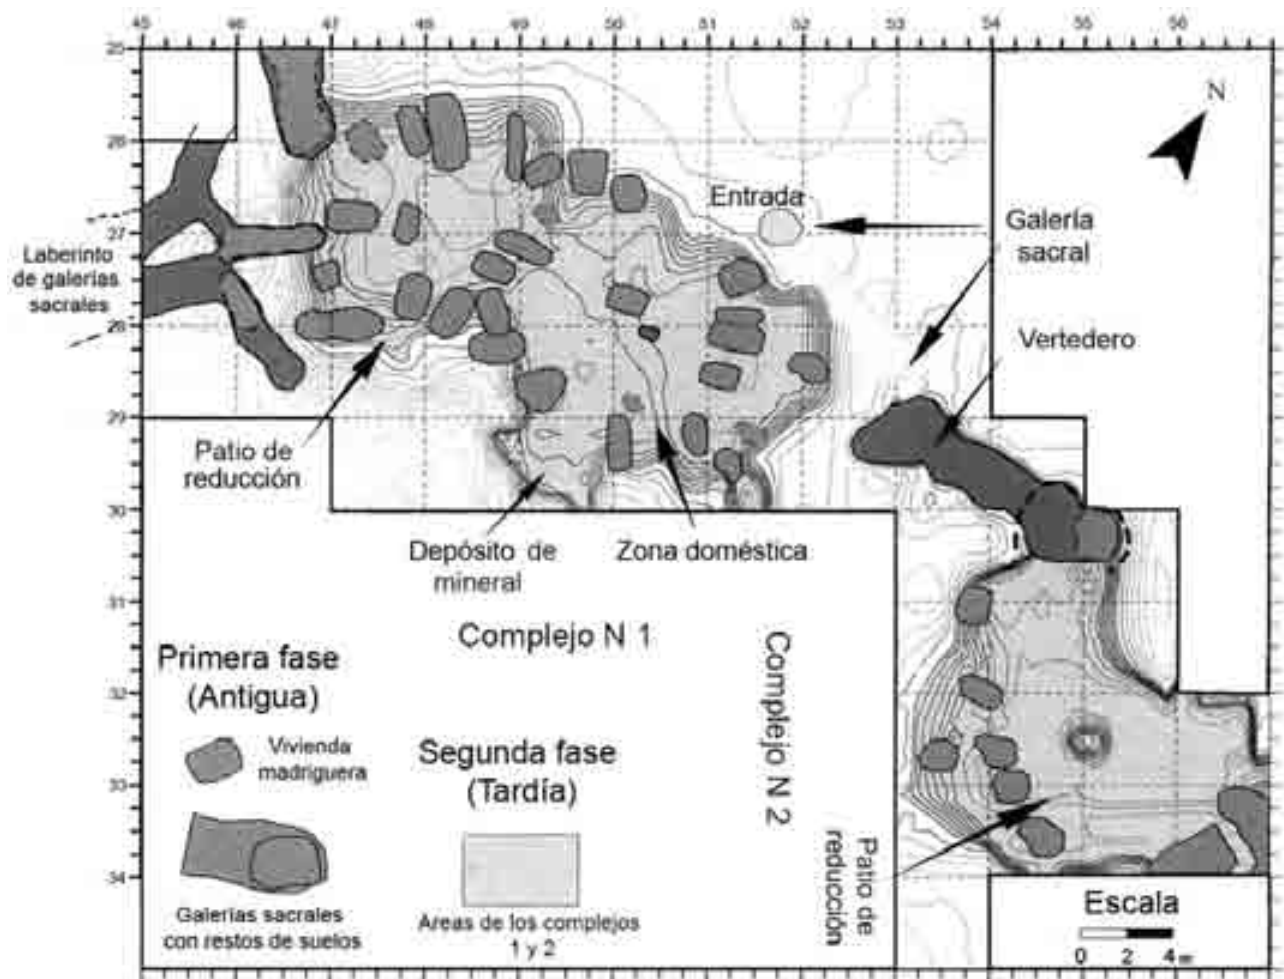 45 46 47 48 49 50 51 52 53 54 55 56
25
26
27
28
29
30
31
32
33
34
N
Entrada
Galería
sacral
Vertedero
Laberinto
de galerías
sacrales
Patio de
reducción
Depósito de
mineral
Zona doméstica
Complejo N 1
Complejo N 2
Patio de
reducción
Primera fase
(Antigua)
Vivienda
madriguera
Galerías sacrales
con restos de suelos
Segunda fase
(Tardía)
Areas de los complejos
1 y 2
Escala
0 2 4 m